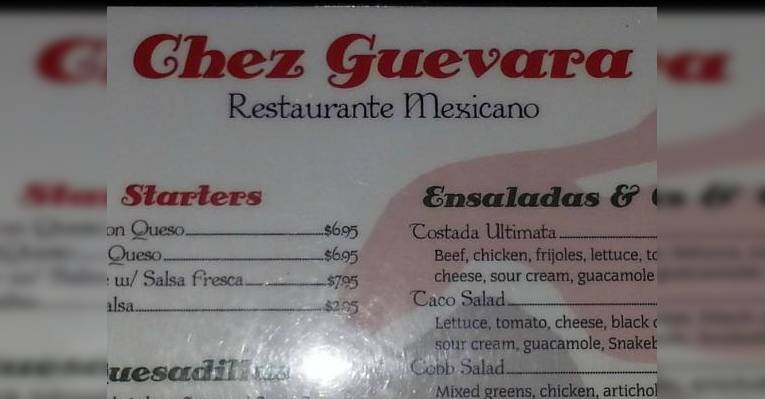 Chez Guevara
Restaurante Mexicano
Starters
on Queso $6.95
Queso $6.95
w/ Salsa Fresca $7.95
alsa $2.95
uesadillas
Ensaladas &
Tostada Ultimata
Beef, chicken, frijoles, lettuce, to
cheese, sour cream, guacamole
Taco Salad
Lettuce, tomato, cheese, black
sour cream, guacamole, Snakeb
Cobb Salad
Mixed greens, chicken, artichol